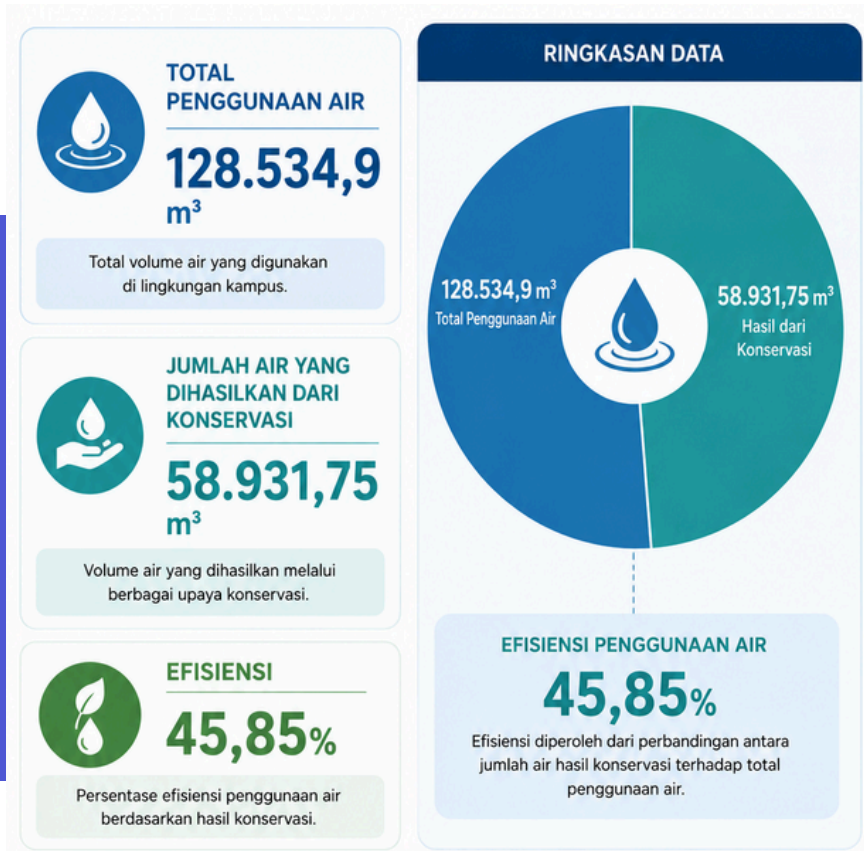 TOTAL
PENGGUNAAN AIR
128.534,9
m³
Total volume air yang digunakan
di lingkungan kampus.
JUMLAH AIR YANG
DIHASILKAN DARI
KONSERVASI
58.931,75
m³
Volume air yang dihasilkan melalui
berbagai upaya konservasi.
EFISIENSI
45,85%
Persentase efisiensi penggunaan air
berdasarkan hasil konservasi.
RINGKASAN DATA
128.534,9 m³
Total Penggunaan Air
58.931,75 m³
Hasil dari
Konservasi
EFISIENSI PENGGUNAAN AIR
45,85%
Efisiensi diperoleh dari perbandingan antara
jumlah air hasil konservasi terhadap total
penggunaan air.